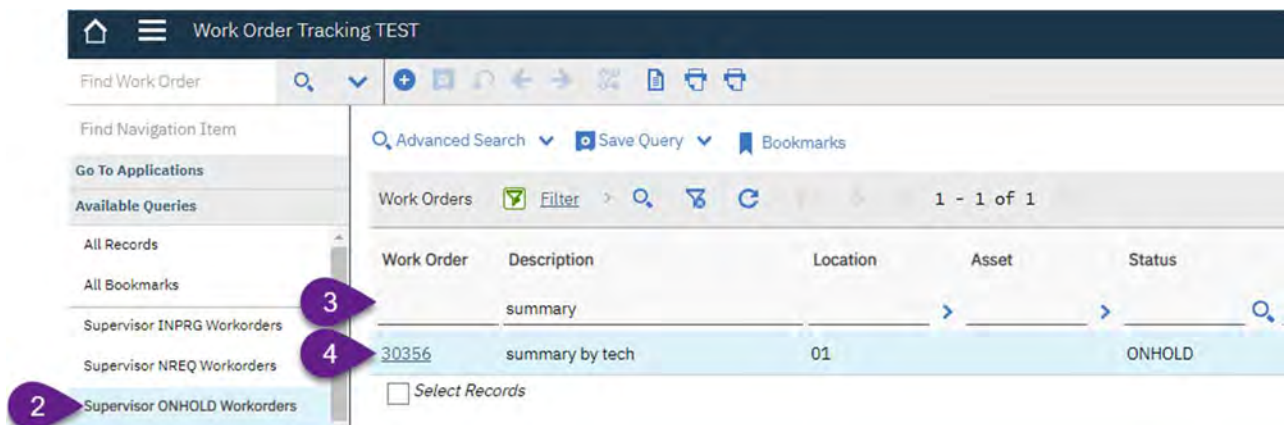 Work Order Tracking TEST
Find Work Order
Find Navigation Item
Advanced Search Save Query Bookmarks
Go To Applications
Available Queries
Work Orders Filter 1 - 1 of 1
All Records
All Bookmarks
Supervisor INPRG Workorders
Supervisor NREQ Workorders
2 Supervisor ONHOLD Workorders
Work Order Description Location Asset Status
3 summary
4 30356 summary by tech 01 ONHOLD
Select Records